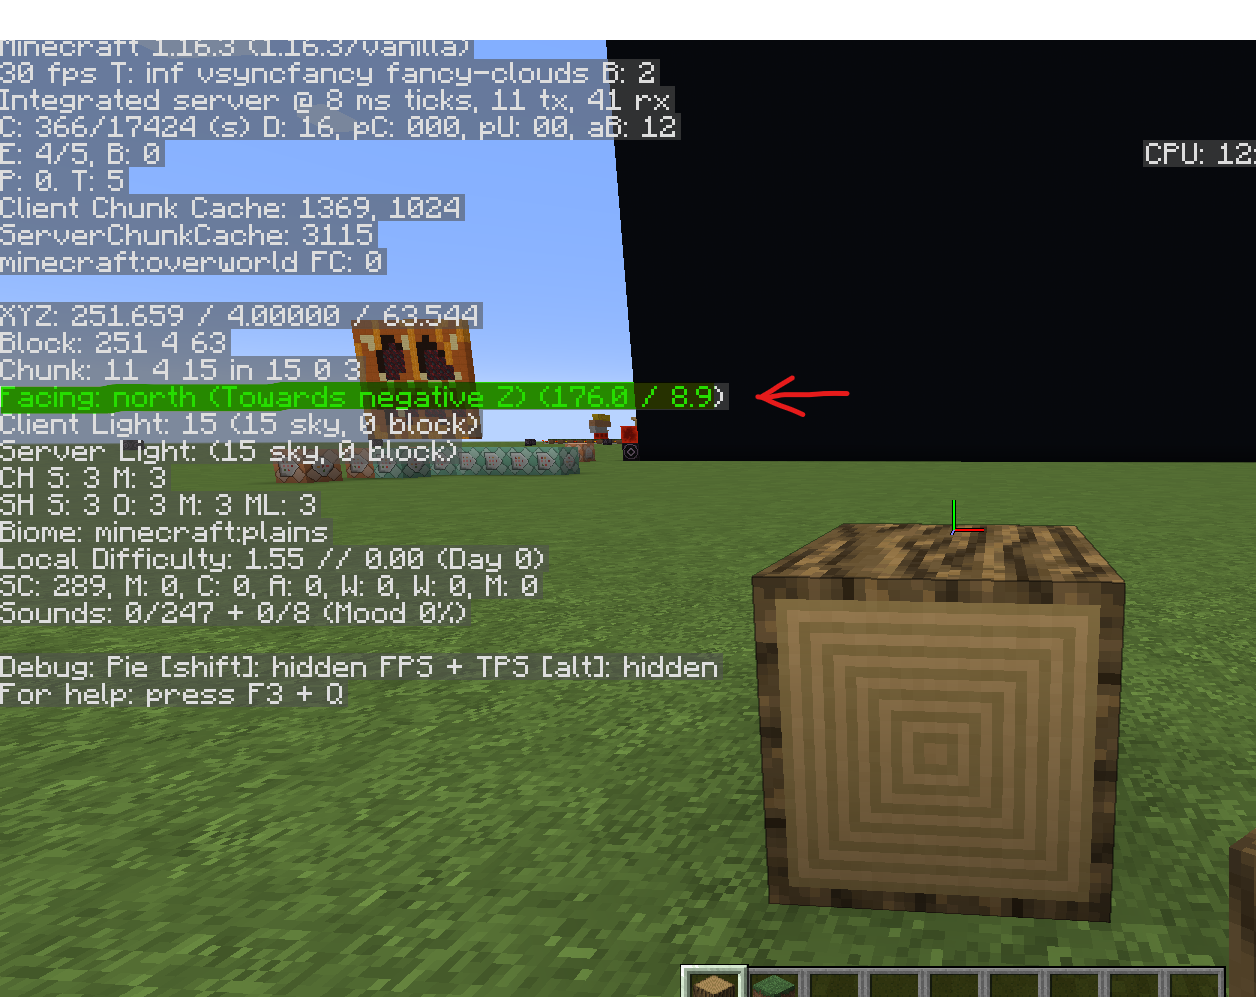 Minecraft 1.16.3 (1.16.3/vanilla)
30 fps T: inf vsyncfancy fancy-clouds B: 2
Integrated server @ 8 ms ticks, 11 tx, 41 rx
C: 366/17424 (s) D: 16, pC: 000, pU: 00, aB: 12
CPU: 12
E: 4/5, B: 0
P: 0. T: 5
Client Chunk Cache: 1369, 1024
ServerChunkCache: 3115
minecraft:overworld FC: 0
XYZ: 251.659 / 4.00000 / 63.544
Block: 251 4 63
Chunk: 11 4 15 in 15 0 3
Facing: north (Towards negative Z) (176.0 / 8.9)
Client Light: 15 (15 sky, 0 block)
Server Light: (15 sky, 0 block)
CH S: 3 M: 3
SH S: 3 O: 3 M: 3 ML: 3
Biome: minecraft:plains
Local Difficulty: 1.55 // 0.00 (Day 0)
SC: 289, M: 0, C: 0, A: 0, W: 0, W: 0, M: 0
Sounds: 0/247 + 0/8 (Mood 0%)
Debug: Pie [shift]: hidden FPS + TPS [alt]: hidden
For help: press F3 + Q